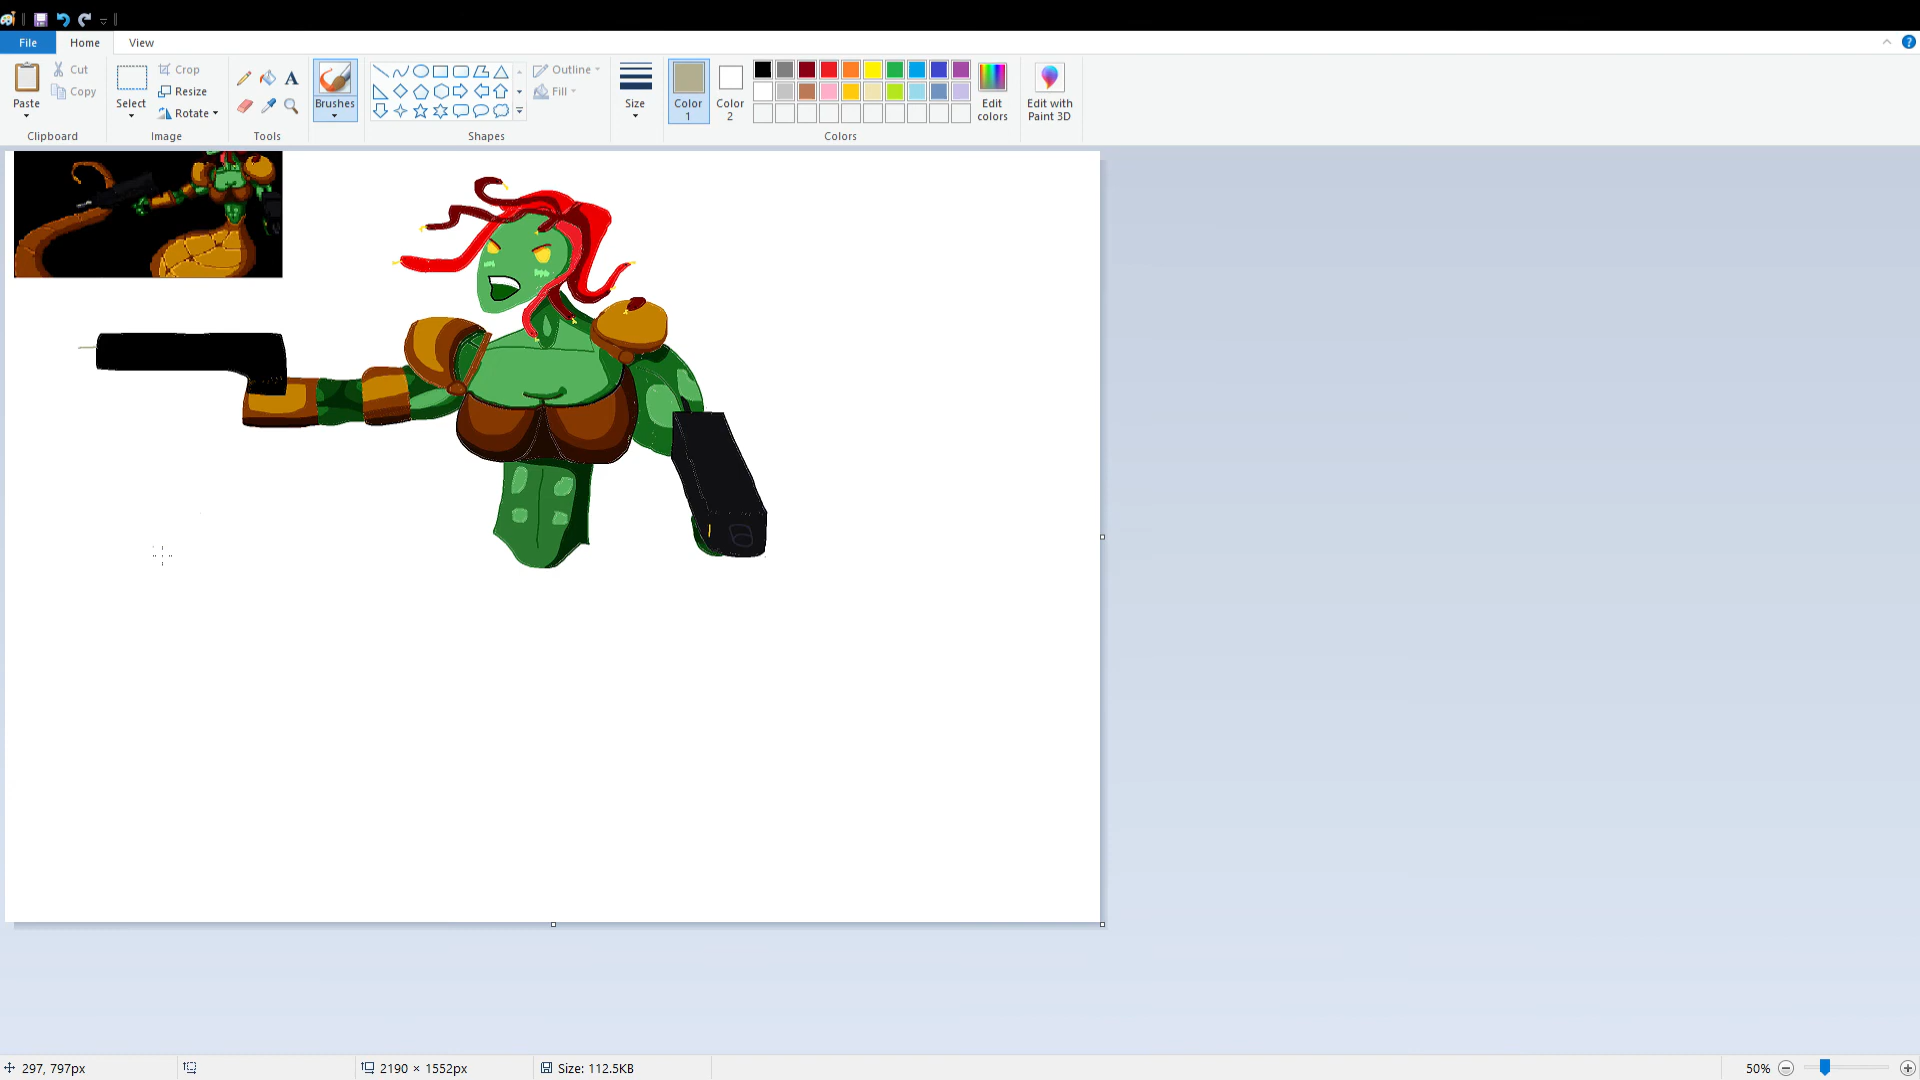 File Home View
Paste
Cut
Copy
Clipboard
Select
Crop
Resize
Rotate
Image
A
Tools
Brushes
Shapes
Outline
Fill
Size
Color 1
Color 2
Edit colors
Colors
Edit with Paint 3D
297, 797px
2190 × 1552px
Size: 112.5KB
50%